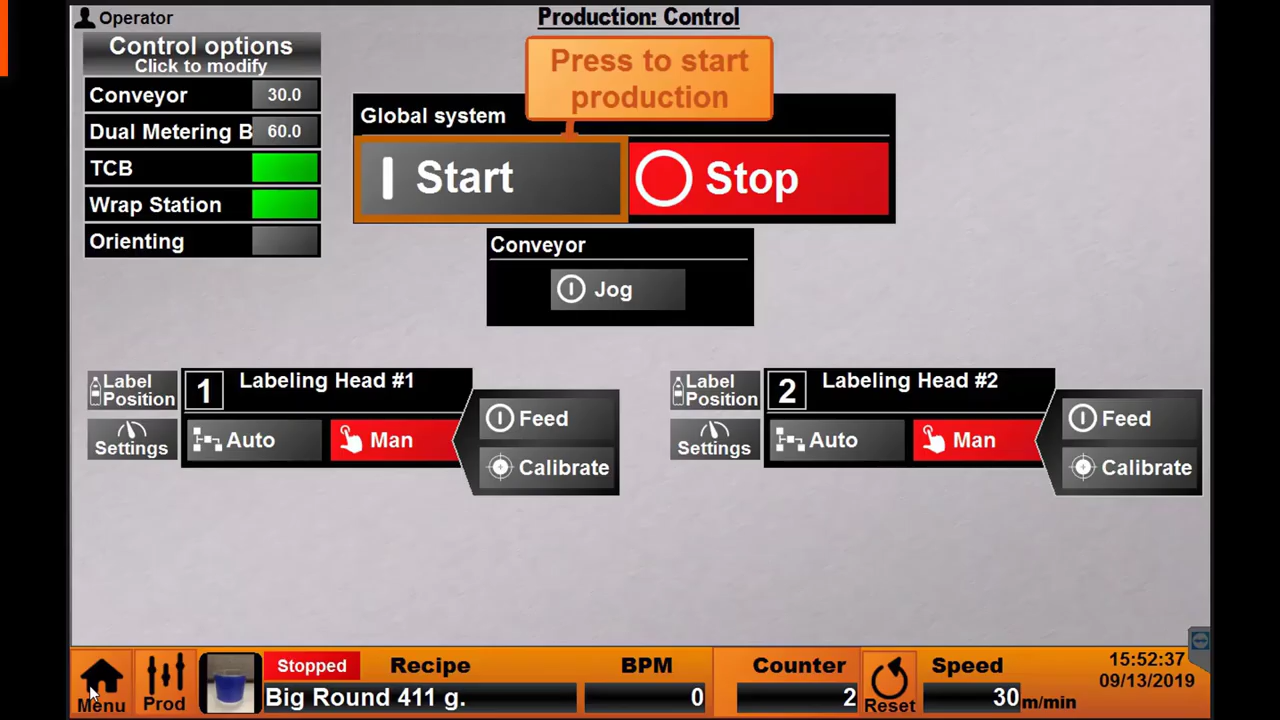 Operator
Production: Control
Control options
Click to modify
Press to start
production
Conveyor 30.0
Dual Metering B 60.0
TCB
Wrap Station
Orienting
Global system
Start
Stop
Conveyor
Jog
Label
Position
Settings
1 Labeling Head #1
Auto
Man
Feed
Calibrate
Label
Position
Settings
2 Labeling Head #2
Auto
Man
Feed
Calibrate
Menu
Prod
Stopped
Recipe
Big Round 411 g.
BPM
0
Counter
2
Reset
Speed
30 m/min
15:52:37
09/13/2019